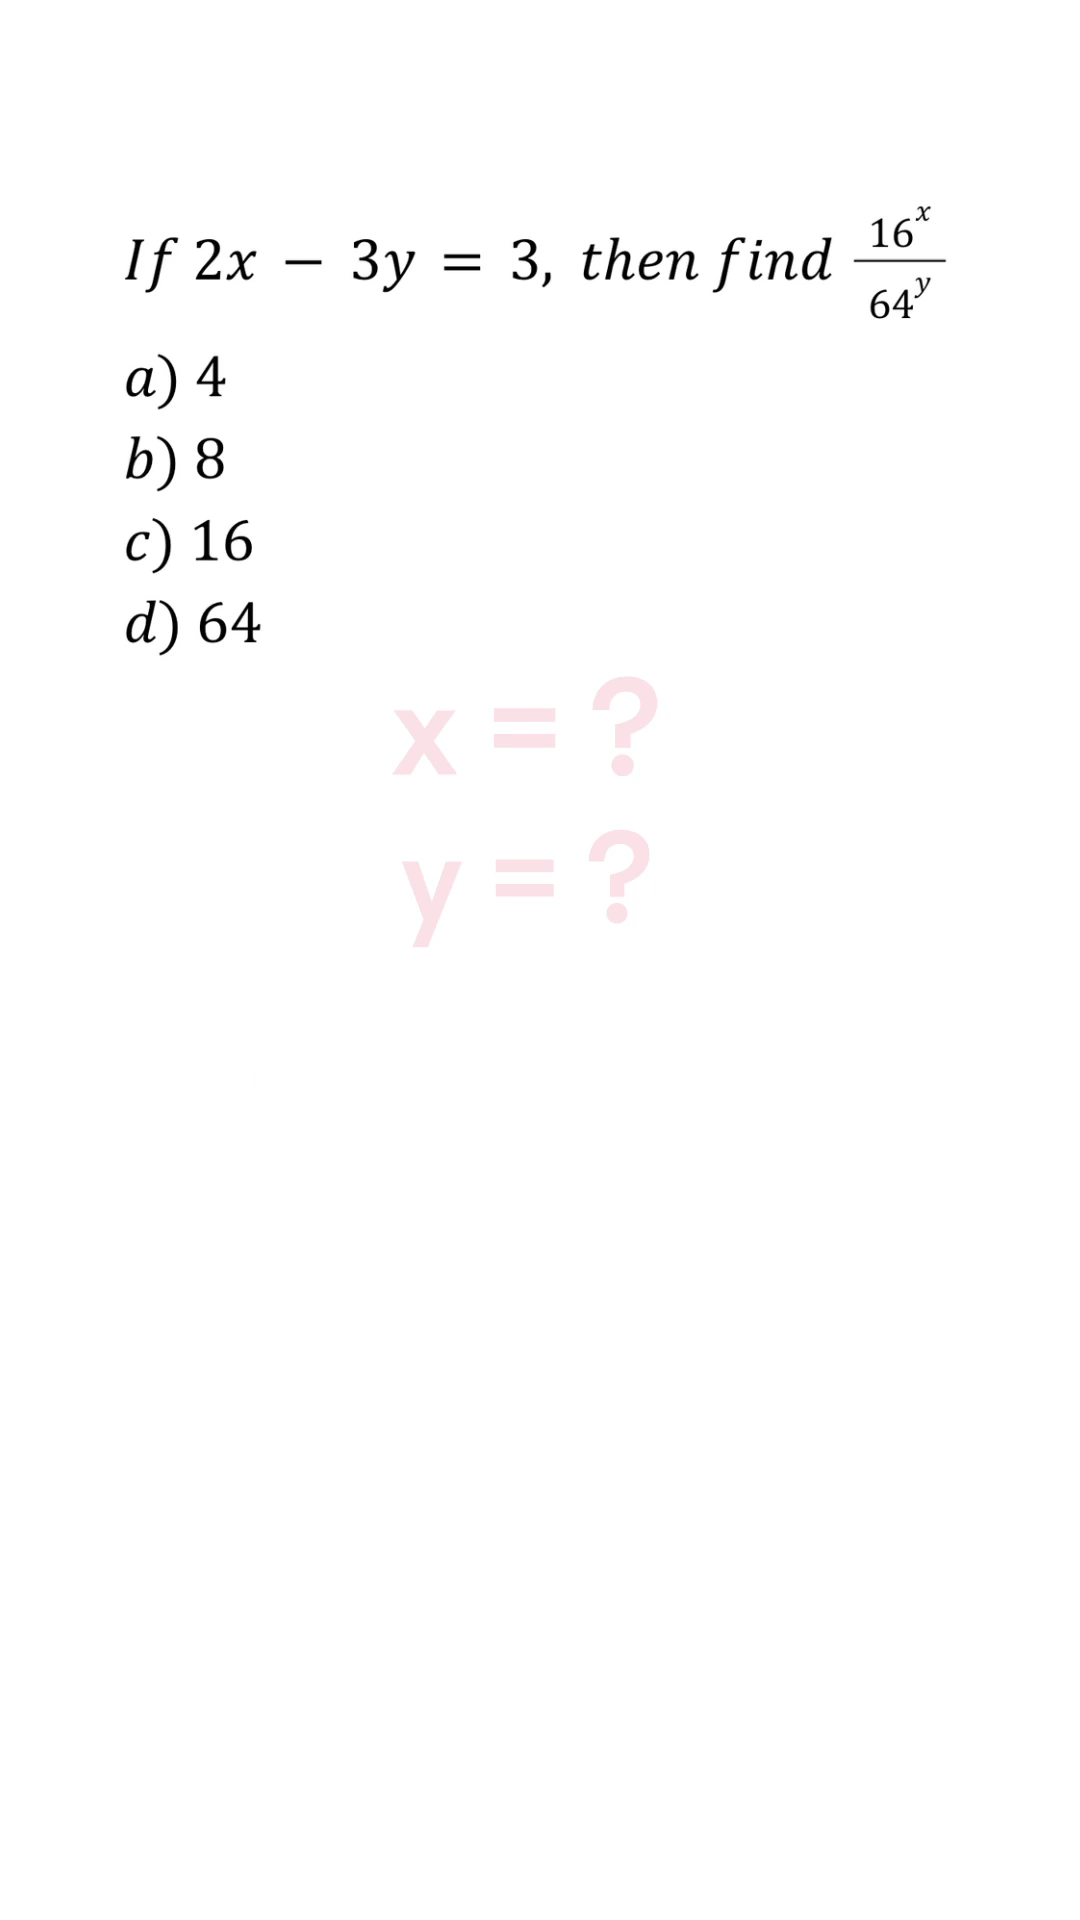 If 2x − 3y = 3, then find 16^x/64^y
a) 4
b) 8
c) 16
d) 64
x = ?
y = ?